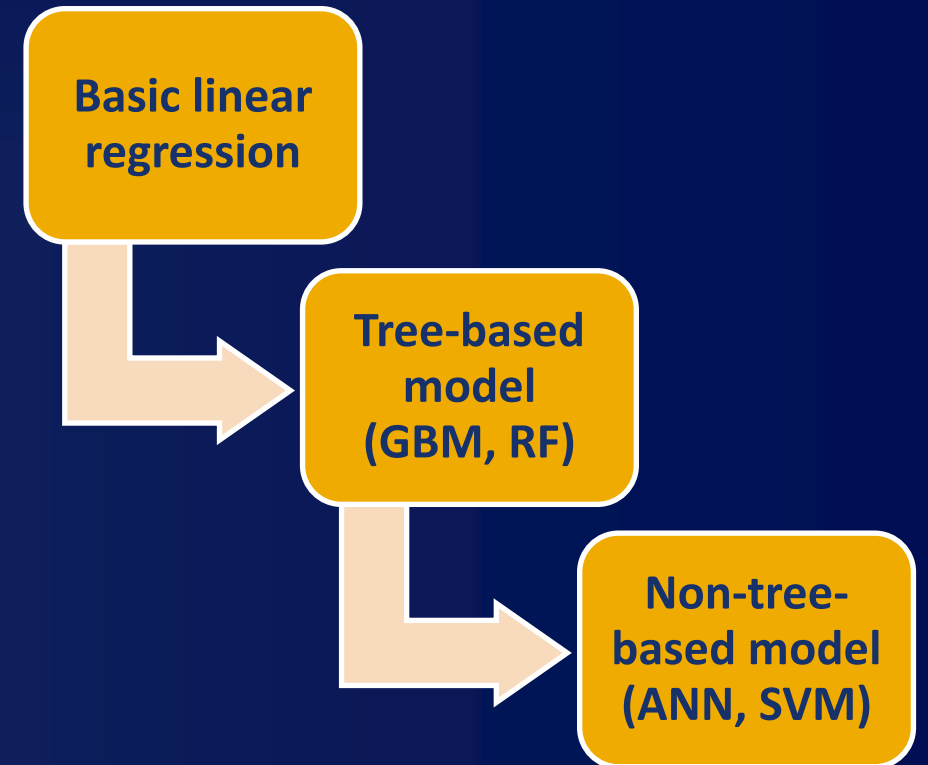 Basic linear
regression
Tree-based
model
(GBM, RF)
Non-tree-
based model
(ANN, SVM)